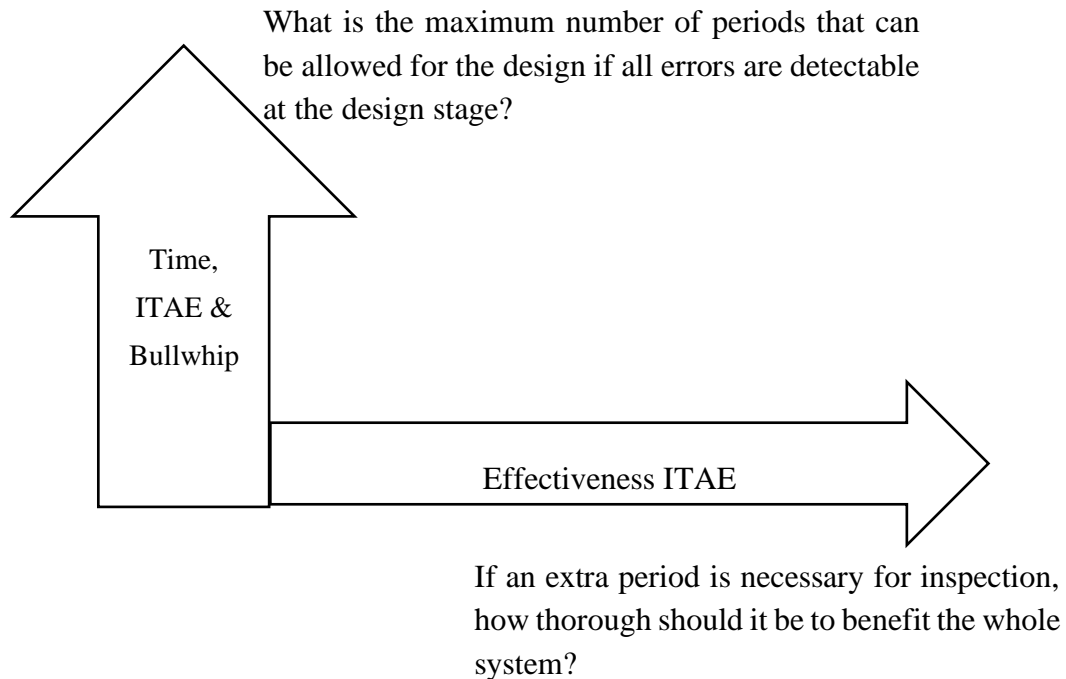 What is the maximum number of periods that can
be allowed for the design if all errors are detectable
at the design stage?
Time,
ITAE &
Bullwhip
Effectiveness ITAE
If an extra period is necessary for inspection,
how thorough should it be to benefit the whole
system?